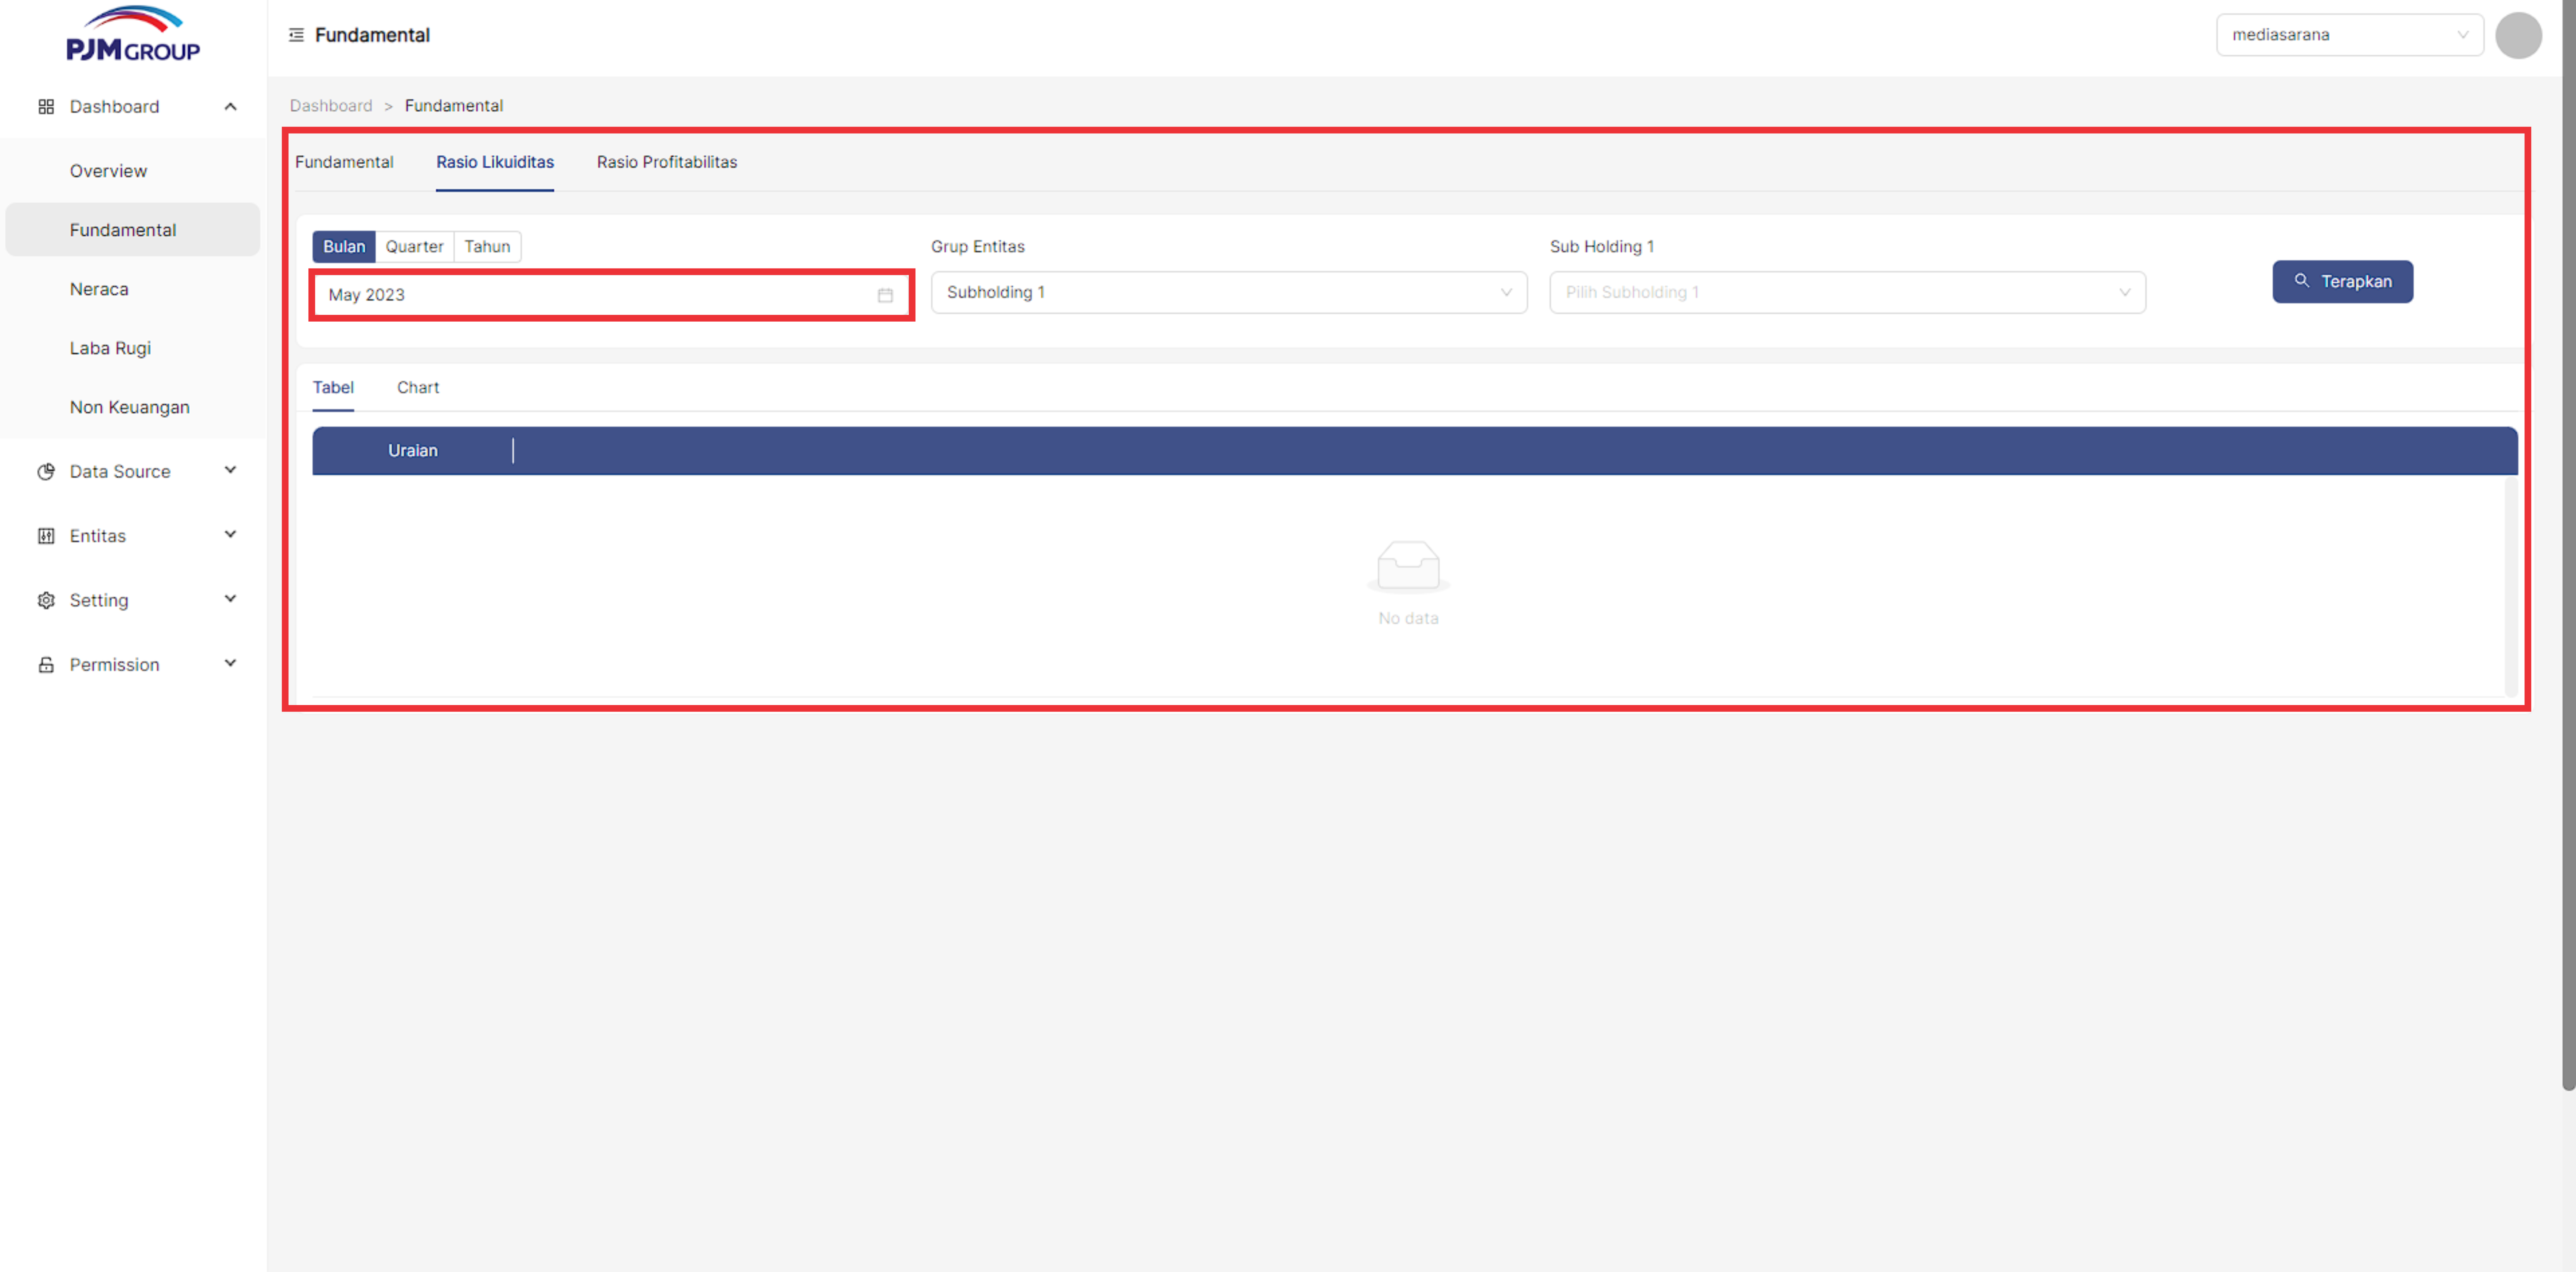 PJM GROUP
Fundamental
mediasarana
Dashboard
Overview
Fundamental
Neraca
Laba Rugi
Non Keuangan
Data Source
Entitas
Setting
Permission
Dashboard > Fundamental
Fundamental Rasio Likuiditas Rasio Profitabilitas
Bulan Quarter Tahun
May 2023
Grup Entitas
Subholding 1
Sub Holding 1
Pilih Subholding 1
Terapkan
Tabel Chart
Uraian
No data